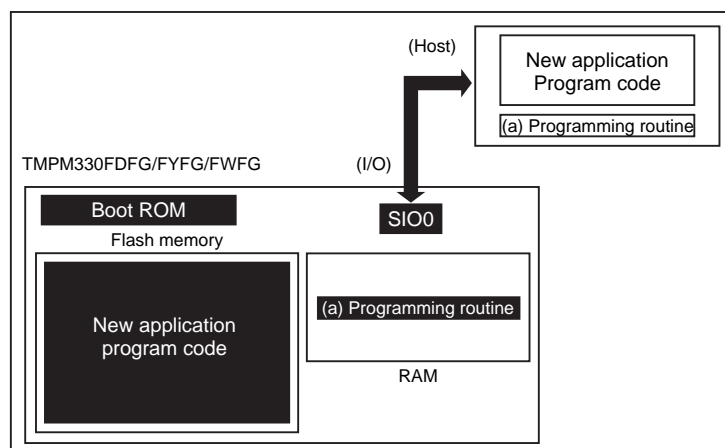 (Host)
New application
Program code
(a) Programming routine
TMPM330FDFG/FYFG/FWFG
(I/O)
Boot ROM
SIO0
Flash memory
New application
program code
(a) Programming routine
RAM